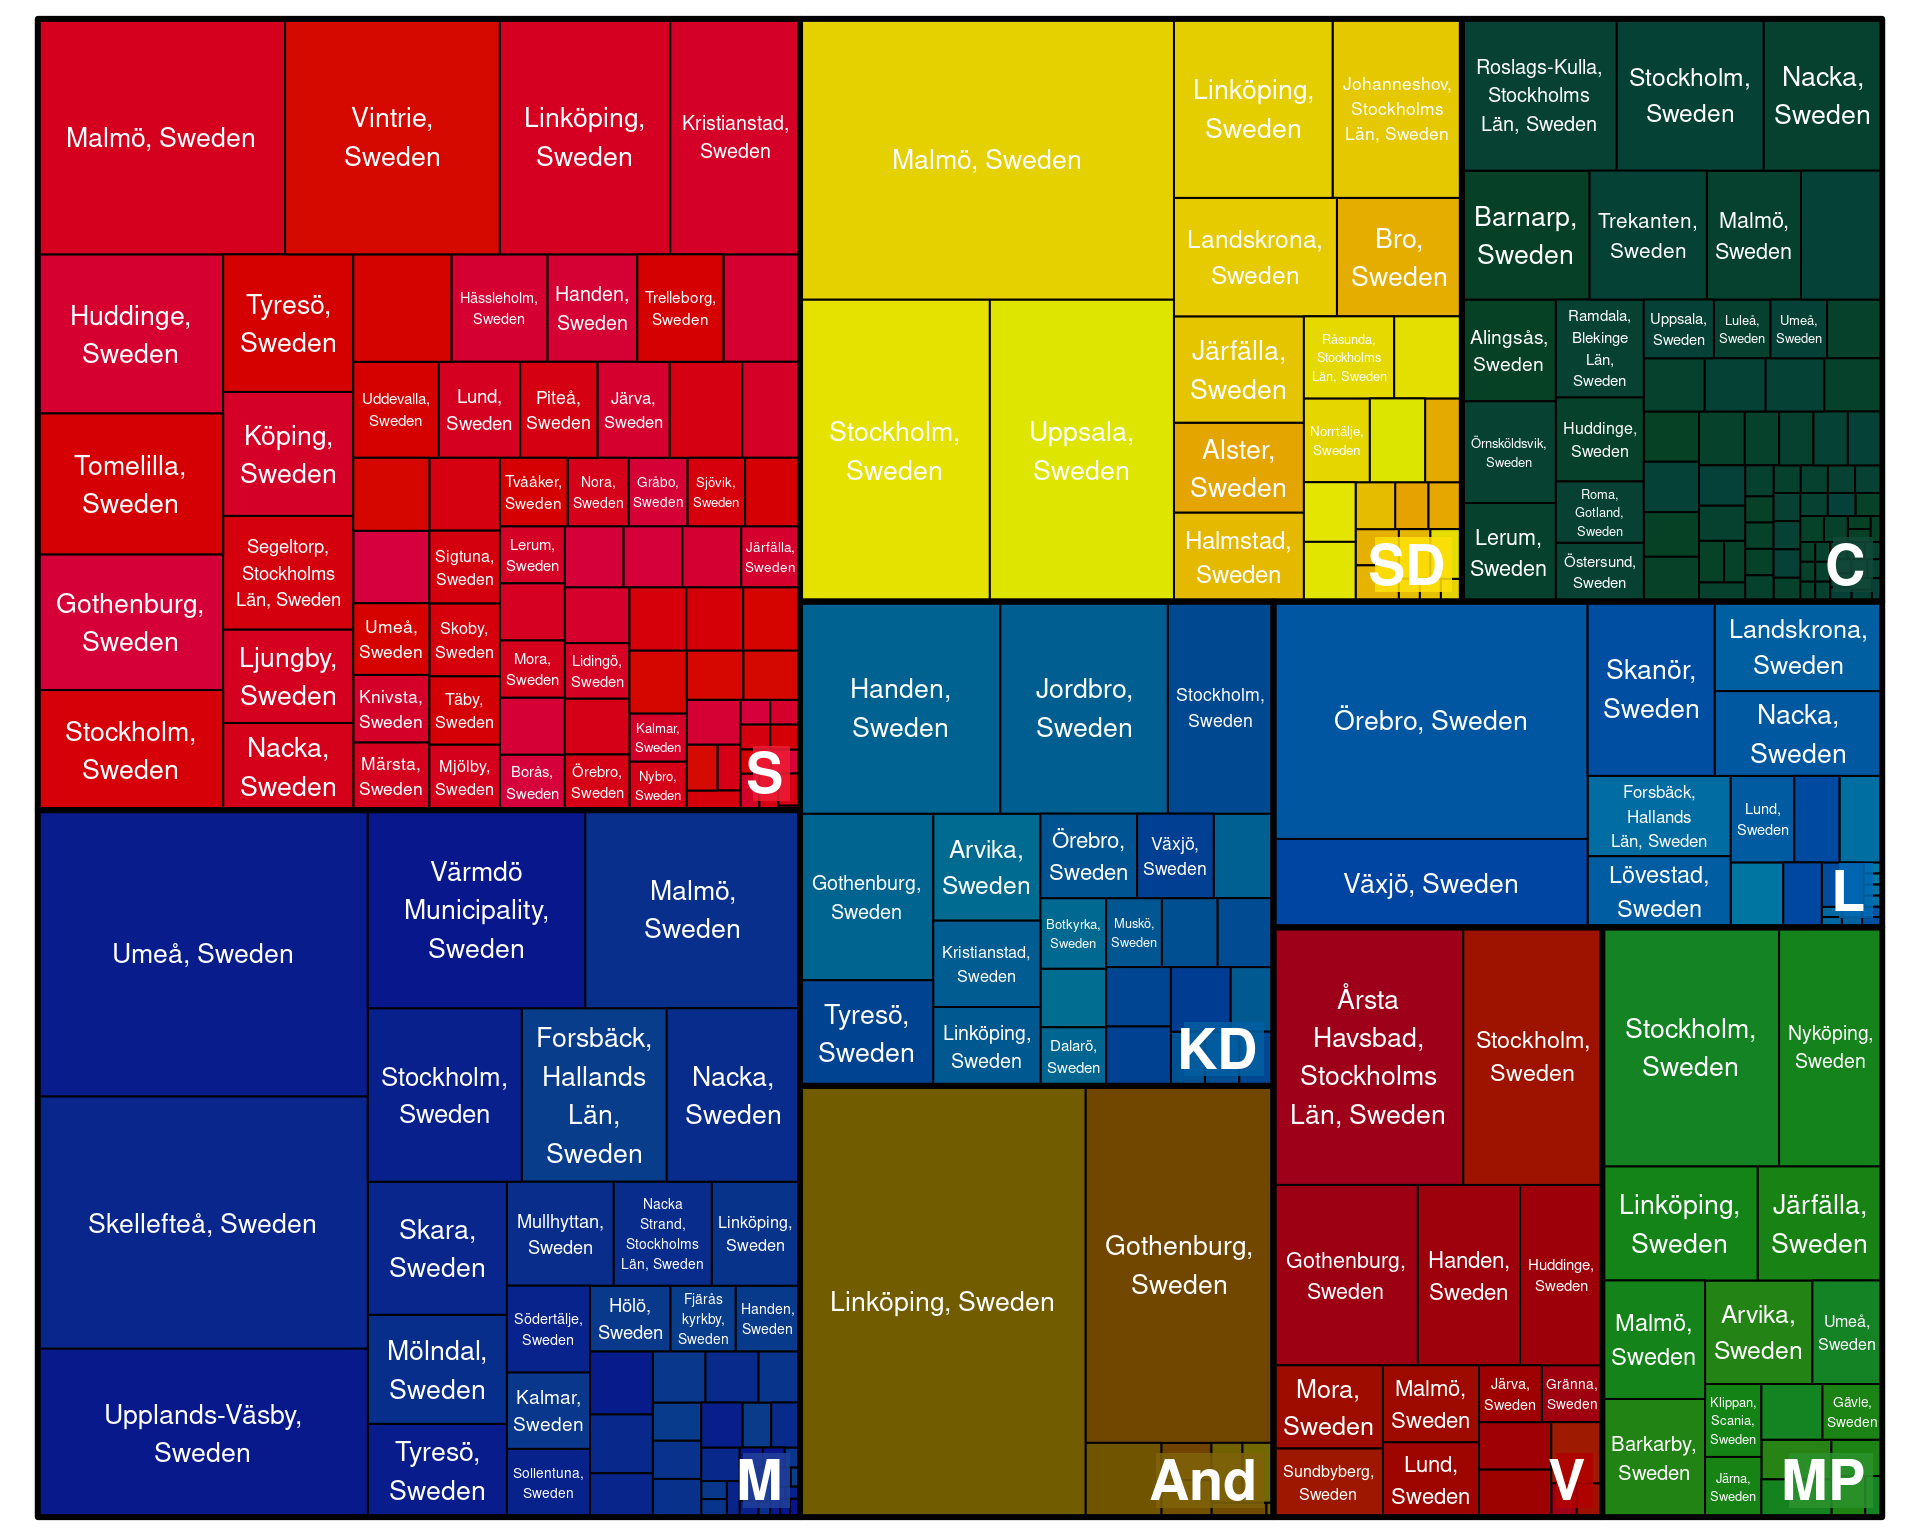 Malmö, Sweden
Vintrie,
Sweden
Linköping,
Sweden
Kristianstad,
Sweden
Huddinge,
Sweden
Tyresö,
Sweden
Hässleholm,
Sweden
Handen,
Sweden
Trelleborg,
Sweden
Tomelilla,
Sweden
Köping,
Sweden
Uddevalla,
Sweden
Lund,
Sweden
Piteå,
Sweden
Järva,
Sweden
Gothenburg,
Sweden
Segeltorp,
Stockholms
Län, Sweden
Tvååker,
Sweden
Nora,
Sweden
Gråbo,
Sweden
Sjövik,
Sweden
Sigtuna,
Sweden
Lerum,
Sweden
Järfälla,
Sweden
Stockholm,
Sweden
Ljungby,
Sweden
Umeå,
Sweden
Skoby,
Sweden
Mora,
Sweden
Lidingö,
Sweden
Nacka,
Sweden
Knivsta,
Sweden
Täby,
Sweden
Kalmar,
Sweden
Märsta,
Sweden
Mjölby,
Sweden
Borås,
Sweden
Örebro,
Sweden
Nybro,
Sweden
S
Malmö, Sweden
Linköping,
Sweden
Johanneshov,
Stockholms
Län, Sweden
Landskrona,
Sweden
Bro,
Sweden
Stockholm,
Sweden
Uppsala,
Sweden
Järfälla,
Sweden
Råsunda,
Stockholms
Län, Sweden
Alster,
Sweden
Norrtälje,
Sweden
Halmstad,
Sweden
SD
Roslags-Kulla,
Stockholms
Län, Sweden
Stockholm,
Sweden
Nacka,
Sweden
Barnarp,
Sweden
Trekanten,
Sweden
Malmö,
Sweden
Alingsås,
Sweden
Ramdala,
Blekinge
Län,
Sweden
Uppsala,
Sweden
Luleå,
Sweden
Umeå,
Sweden
Örnsköldsvik,
Sweden
Huddinge,
Sweden
Lerum,
Sweden
Roma,
Gotland,
Sweden
Östersund,
Sweden
C
Umeå, Sweden
Värmdö
Municipality,
Sweden
Malmö,
Sweden
Stockholm,
Sweden
Forsbäck,
Hallands
Län,
Sweden
Nacka,
Sweden
Skellefteå, Sweden
Skara,
Sweden
Mullhyttan,
Sweden
Nacka
Strand,
Stockholms
Län, Sweden
Linköping,
Sweden
Mölndal,
Sweden
Södertälje,
Sweden
Hölö,
Sweden
Fjärås
kyrkby,
Sweden
Handen,
Sweden
Upplands-Väsby,
Sweden
Kalmar,
Sweden
Tyresö,
Sweden
Sollentuna,
Sweden
M
Handen,
Sweden
Jordbro,
Sweden
Stockholm,
Sweden
Gothenburg,
Sweden
Arvika,
Sweden
Örebro,
Sweden
Växjö,
Sweden
Kristianstad,
Sweden
Botkyrka,
Sweden
Muskö,
Sweden
Tyresö,
Sweden
Linköping,
Sweden
Dalarö,
Sweden
KD
Örebro, Sweden
Skanör,
Sweden
Landskrona,
Sweden
Nacka,
Sweden
Växjö, Sweden
Forsbäck,
Hallands
Län, Sweden
Lund,
Sweden
Lövestad,
Sweden
L
Linköping, Sweden
Gothenburg,
Sweden
And
Årsta
Havsbad,
Stockholms
Län, Sweden
Stockholm,
Sweden
Gothenburg,
Sweden
Handen,
Sweden
Huddinge,
Sweden
Mora,
Sweden
Malmö,
Sweden
Järva,
Sweden
Gränna,
Sweden
Sundbyberg,
Sweden
Lund,
Sweden
V
Stockholm,
Sweden
Nyköping,
Sweden
Linköping,
Sweden
Järfälla,
Sweden
Malmö,
Sweden
Arvika,
Sweden
Umeå,
Sweden
Barkarby,
Sweden
Klippan,
Scania,
Sweden
Gävle,
Sweden
Järna,
Sweden
MP